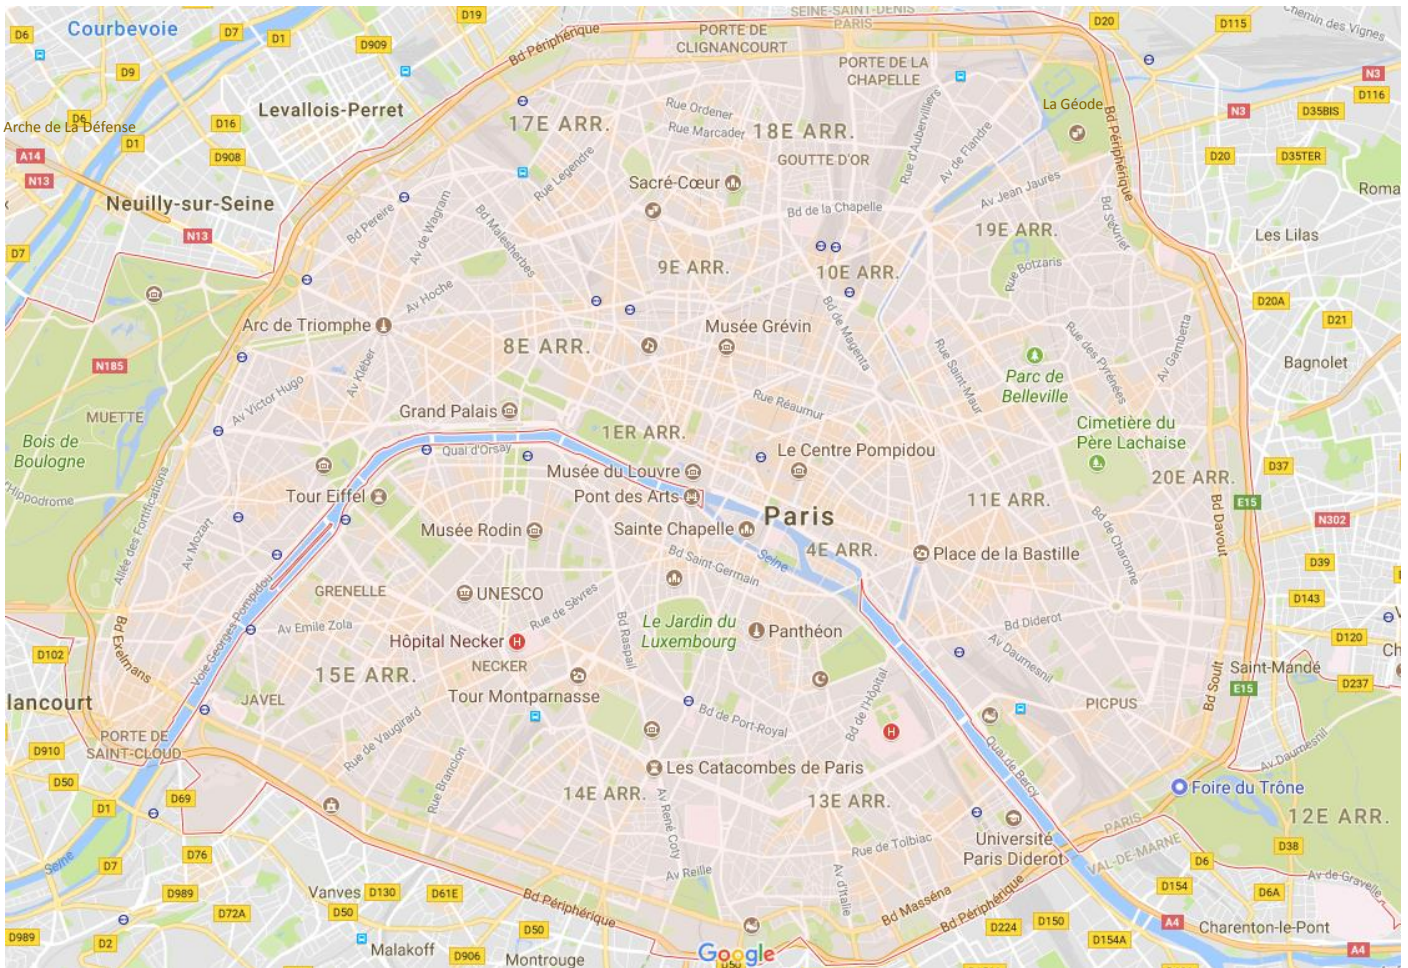 SEINE-SAINT-DENIS
PARIS
D6
Courbevoie
D7
D1
D19
D909
Bd Périphérique
PORTE DE
CLIGNANCOURT
D20
D115
Chemin des Vignes
D9
PORTE DE LA
CHAPELLE
N3
D116
D6
Arche de La Défense
D1
D16
Levallois-Perret
17E ARR.
Rue Ordener
Rue Marcader
18E ARR.
GOUTTE D'OR
Rue d'Aubervilliers
Av de Flandre
La Géode
Bd Périphérique
N3
D35BIS
A14
N13
D908
Rue Legendre
Sacré-Cœur
Av Jean Jaurès
D20
D35TER
Roma
Neuilly-sur-Seine
N13
D7
Bd Pereire
Av de Wagram
Bd Malesherbes
Bd de la Chapelle
19E ARR.
Bd Sérurier
Les Lilas
9E ARR.
10E ARR.
Rue Botzaris
Av Hoche
D20A
D21
Arc de Triomphe
8E ARR.
Musée Grévin
Bd de Magenta
Rue Saint-Maur
Rue des Pyrénées
Av Gambetta
N185
Av Kléber
Parc de
Belleville
Bagnolet
MUETTE
Av Victor Hugo
Grand Palais
Rue Réaumur
Bois de
Boulogne
1ER ARR.
Cimetière du
Père Lachaise
Quai d'Orsay
Le Centre Pompidou
Musée du Louvre
D37
20E ARR.
l'Hippodrome
Tour Eiffel
Pont des Arts
11E ARR.
E15
Allée des Fortifications
Av Mozart
Musée Rodin
Sainte Chapelle
Paris
Bd de Charonne
Bd Davout
N302
Seine
4E ARR.
Place de la Bastille
Bd Saint-Germain
D39
Voie Georges Pompidou
GRENELLE
UNESCO
Rue de Sèvres
D143
Av Emile Zola
Bd Raspail
Le Jardin du
Luxembourg
Panthéon
Bd Diderot
Bd Exelmans
Hôpital Necker
Av Daumesnil
D120
Ch
D102
15E ARR.
NECKER
Tour Montparnasse
Bd de l'Hôpital
Bd Soult
Saint-Mandé
E15
D237
lancourt
JAVEL
Rue de Vaugirard
Bd de Port-Royal
PICPUS
PORTE DE
SAINT-CLOUD
D910
Quai de Bercy
Av Daumesnil
D50
Rue Brancion
Les Catacombes de Paris
D69
14E ARR.
13E ARR.
Foire du Trône
D1
12E ARR.
Av René Coty
Rue de Tolbiac
Université
Paris Diderot
PARIS
VAL-DE-MARNE
Seine
D7
D76
Av Reille
Av d'Italie
D6
D38
Vanves
D130
D61E
D989
D154
D6A
Av de Gravelle
D72A
D50
Bd Périphérique
Bd Masséna
Bd Périphérique
D989
D2
D50
D224
D150
A4
Charenton-le-Pont
Malakoff
D906
Montrouge
Google
D50
D154A
A4